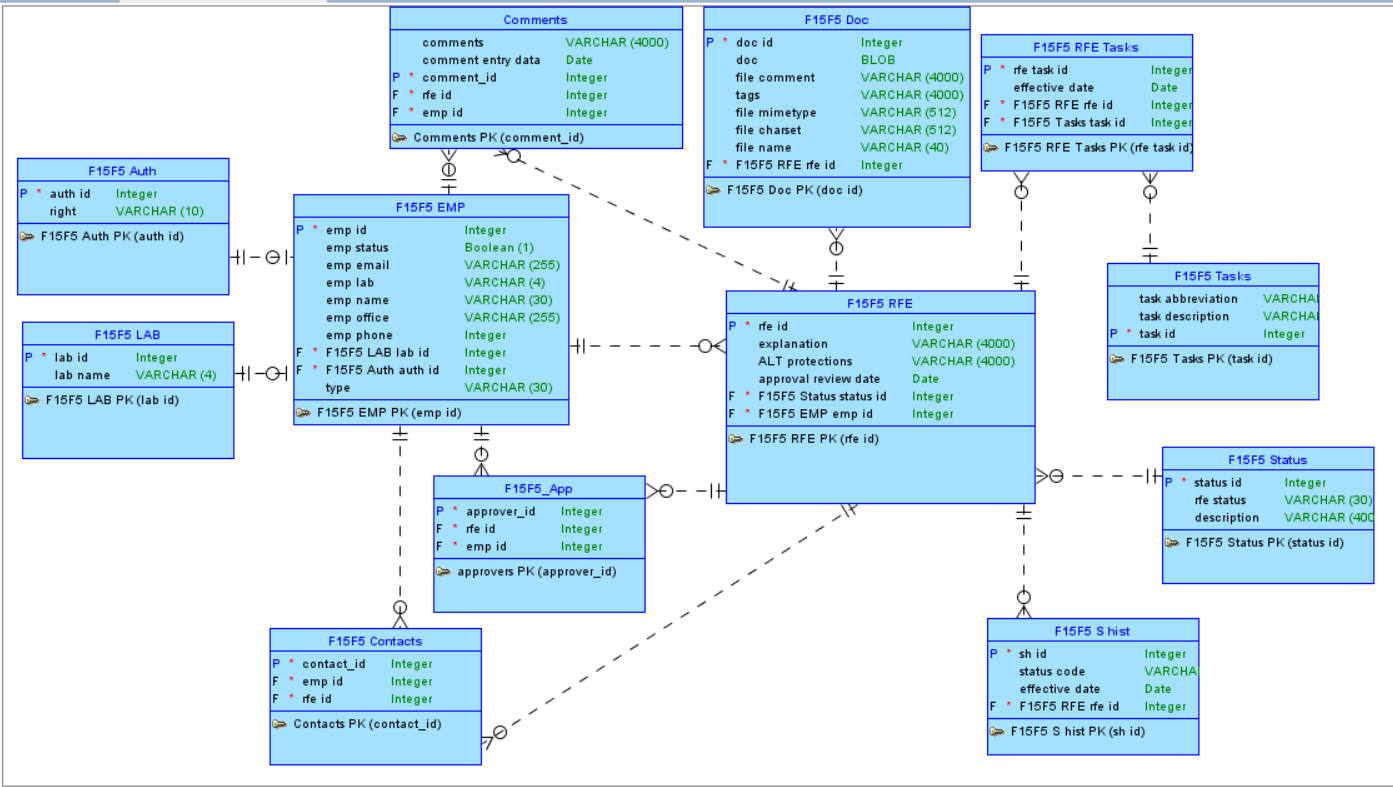 Comments
comments VARCHAR (4000)
comment entry data Date
P * comment_id Integer
F * rfe id Integer
F * emp id Integer
Comments PK (comment_id)
F15F5 Doc
P * doc id Integer
doc BLOB
file comment VARCHAR (4000)
tags VARCHAR (4000)
file mimetype VARCHAR (512)
file charset VARCHAR (512)
file name VARCHAR (40)
F * F15F5 RFE rfe id Integer
F15F5 Doc PK (doc id)
F15F5 RFE Tasks
P * rfe task id Integer
effective date Date
F * F15F5 RFE rfe id Integer
F * F15F5 Tasks task id Integer
F15F5 RFE Tasks PK (rfe task id)
F15F5 Auth
P * auth id Integer
right VARCHAR (10)
F15F5 Auth PK (auth id)
F15F5 EMP
P * emp id Integer
emp status Boolean (1)
emp email VARCHAR (255)
emp lab VARCHAR (4)
emp name VARCHAR (30)
emp office VARCHAR (255)
emp phone Integer
F * F15F5 LAB lab id Integer
F * F15F5 Auth auth id Integer
type VARCHAR (30)
F15F5 EMP PK (emp id)
F15F5 Tasks
task abbreviation VARCHA
task description VARCHA
P * task id Integer
F15F5 Tasks PK (task id)
F15F5 LAB
P * lab id Integer
lab name VARCHAR (4)
F15F5 LAB PK (lab id)
F15F5 RFE
P * rfe id Integer
explanation VARCHAR (4000)
ALT protections VARCHAR (4000)
approval review date Date
F * F15F5 Status status id Integer
F * F15F5 EMP emp id Integer
F15F5 RFE PK (rfe id)
F15F5 Status
P * status id Integer
rfe status VARCHAR (30)
description VARCHAR (400
F15F5 Status PK (status id)
F15F5_App
P * approver_id Integer
F * rfe id Integer
F * emp id Integer
approvers PK (approver_id)
F15F5 Contacts
P * contact_id Integer
F * emp id Integer
F * rfe id Integer
Contacts PK (contact_id)
F15F5 S hist
P * sh id Integer
status code VARCHA
effective date Date
F * F15F5 RFE rfe id Integer
F15F5 S hist PK (sh id)